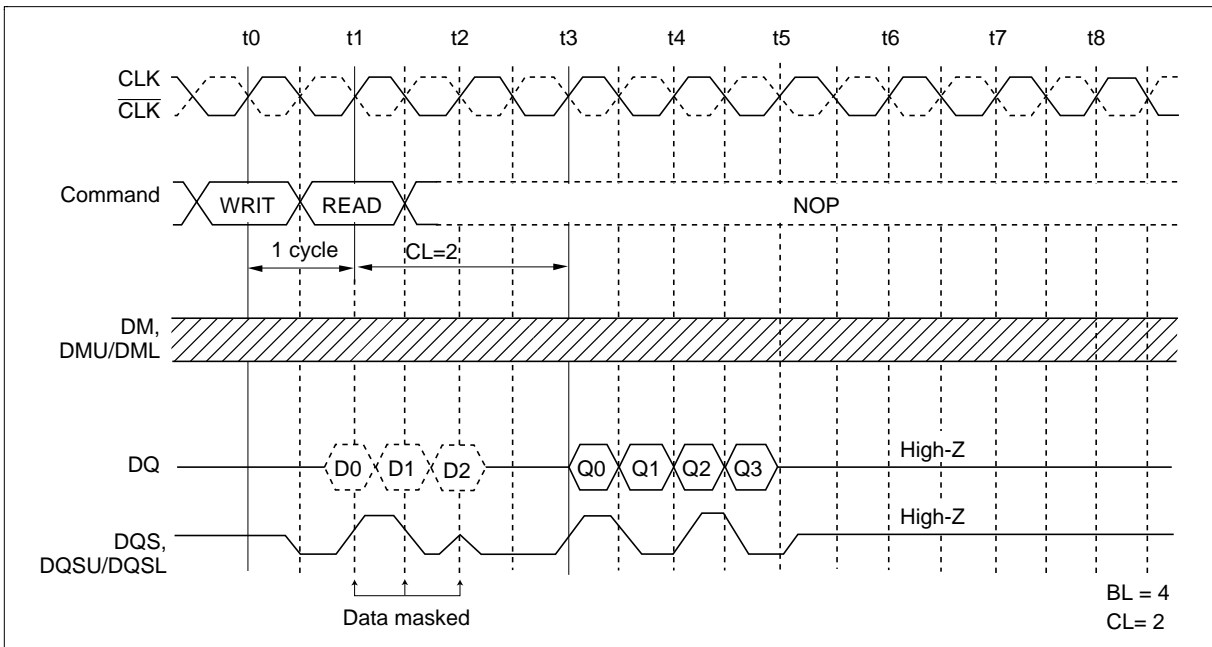 t0 t1 t2 t3 t4 t5 t6 t7 t8
CLK
CLK
Command
WRIT
READ
NOP
1 cycle
CL=2
DM,
DMU/DML
DQ
D0 D1 D2
Q0 Q1 Q2 Q3
High-Z
DQS,
DQSU/DQSL
High-Z
Data masked
BL = 4
CL= 2